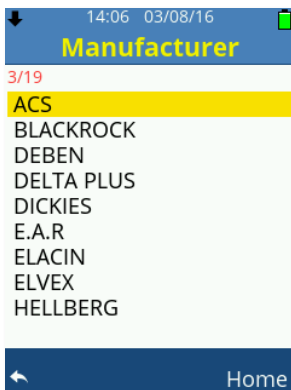 14:06 03/08/16
Manufacturer
3/19
ACS
BLACKROCK
DEBEN
DELTA PLUS
DICKIES
E.A.R
ELACIN
ELVEX
HELLBERG
Home